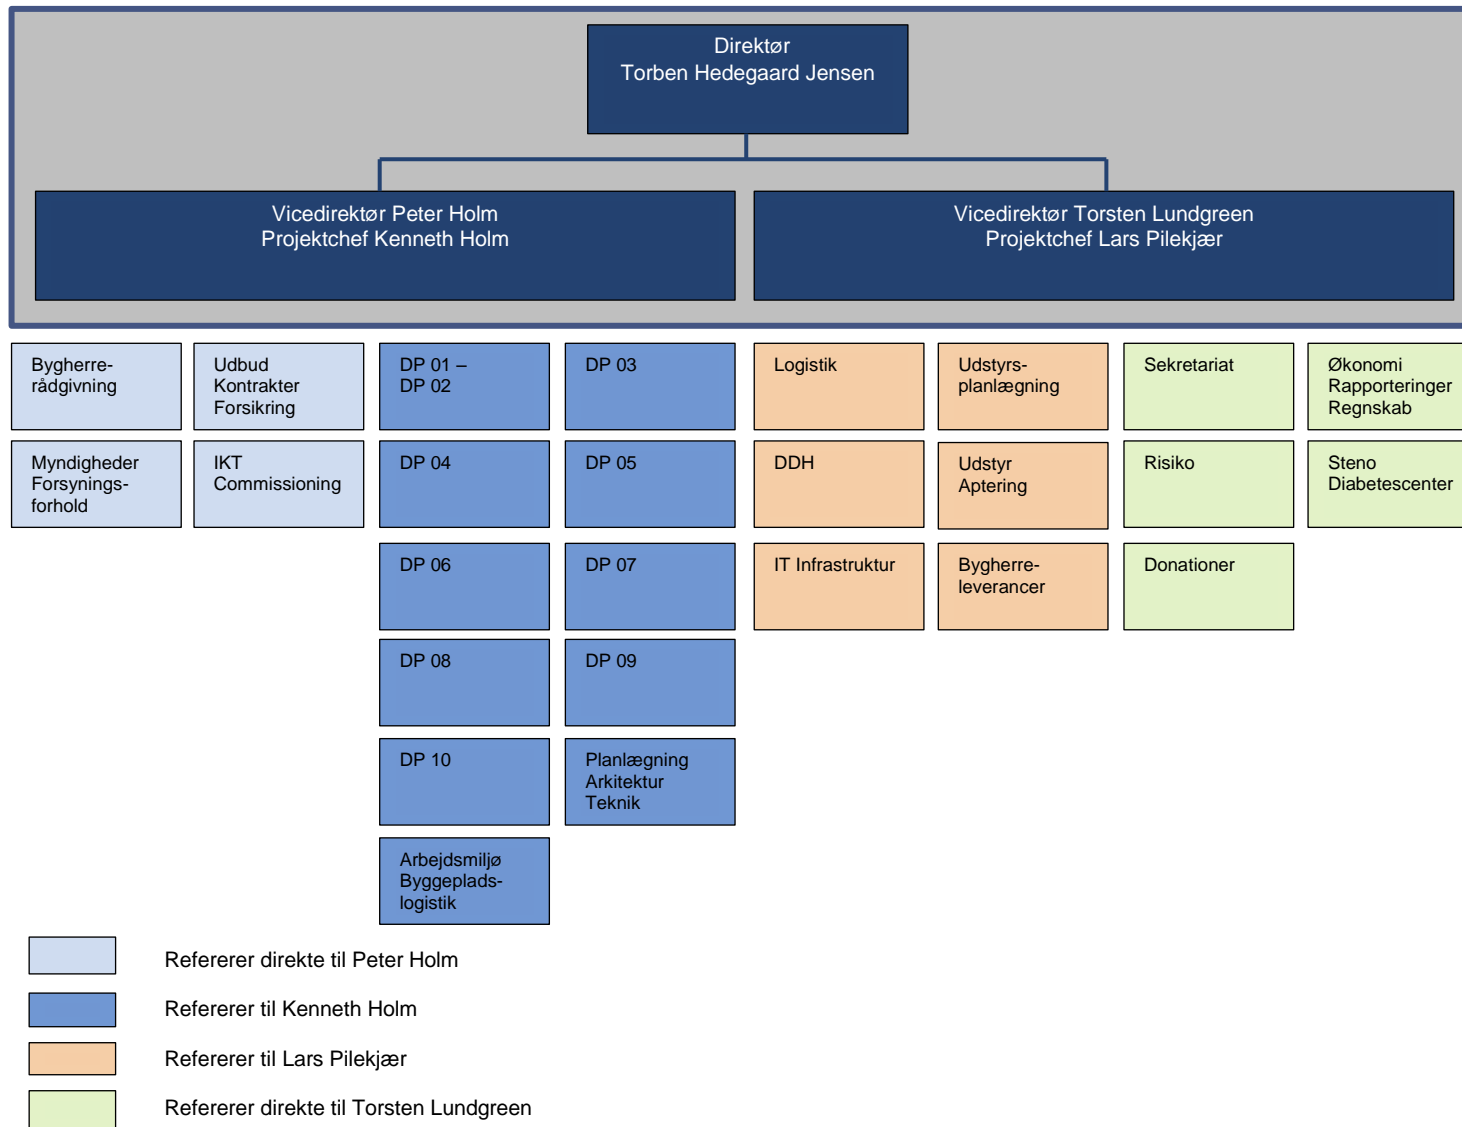 Direktør
Torben Hedegaard Jensen
Vicedirektør Peter Holm
Projektchef Kenneth Holm
Vicedirektør Torsten Lundgreen
Projektchef Lars Pilekjær
Bygherre-
rådgivning
Udbud
Kontrakter
Forsikring
DP 01 –
DP 02
DP 03
Logistik
Udstyrs-
planlægning
Sekretariat
Økonomi
Rapporteringer
Regnskab
Myndigheder
Forsynings-
forhold
IKT
Commissioning
DP 04
DP 05
DDH
Udstyr
Aptering
Risiko
Steno
Diabetescenter
DP 06
DP 07
IT Infrastruktur
Bygherre-
leverancer
Donationer
DP 08
DP 09
DP 10
Planlægning
Arkitektur
Teknik
Arbejdsmiljø
Byggeplads-
logistik
Refererer direkte til Peter Holm
Refererer til Kenneth Holm
Refererer til Lars Pilekjær
Refererer direkte til Torsten Lundgreen